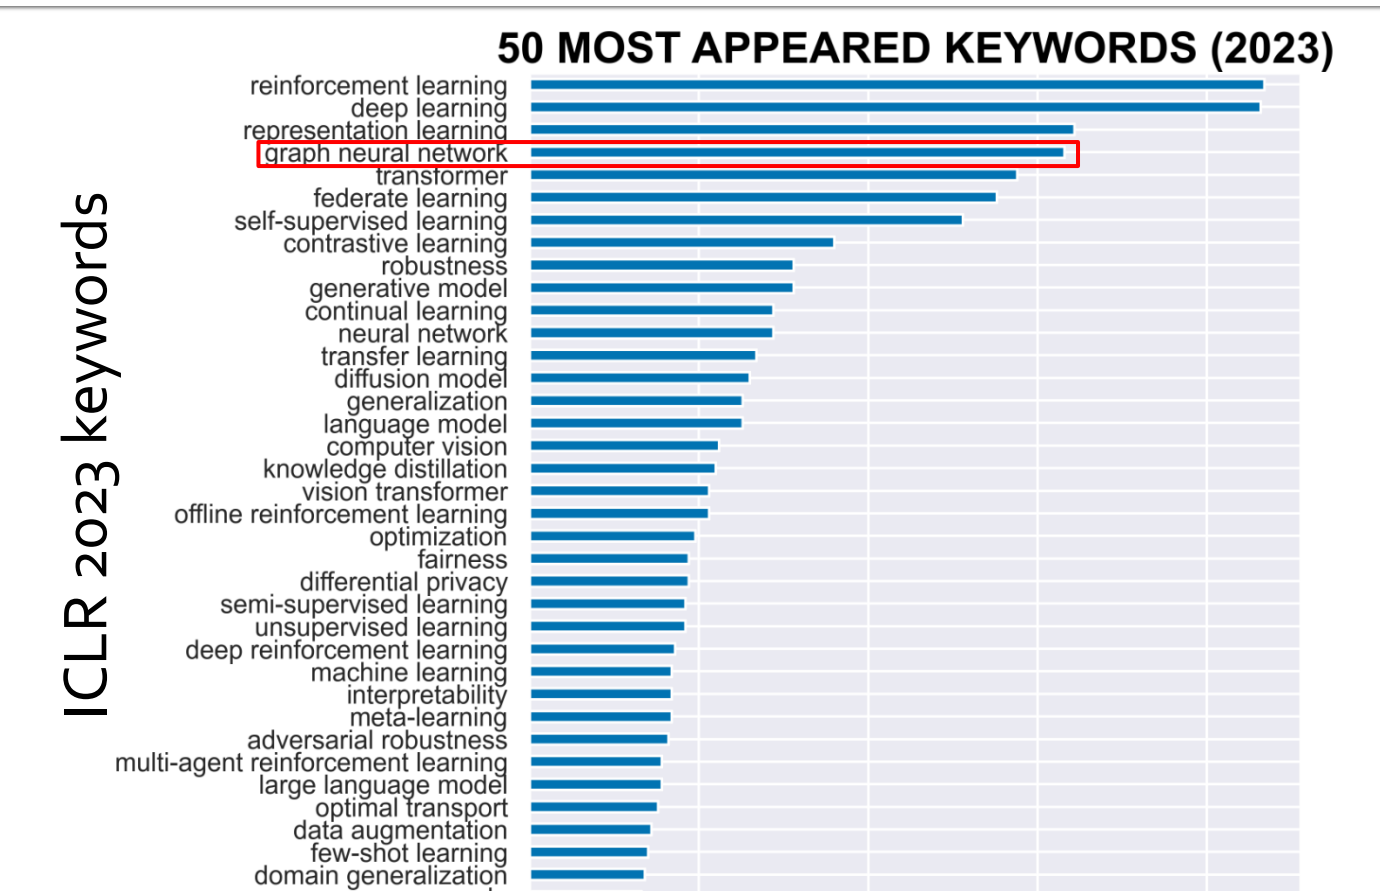 50 MOST APPEARED KEYWORDS (2023)
ICLR 2023 keywords
reinforcement learning
deep learning
representation learning
graph neural network
transformer
federate learning
self-supervised learning
contrastive learning
robustness
generative model
continual learning
neural network
transfer learning
diffusion model
generalization
language model
computer vision
knowledge distillation
vision transformer
offline reinforcement learning
optimization
fairness
differential privacy
semi-supervised learning
unsupervised learning
deep reinforcement learning
machine learning
interpretability
meta-learning
adversarial robustness
multi-agent reinforcement learning
large language model
optimal transport
data augmentation
few-shot learning
domain generalization